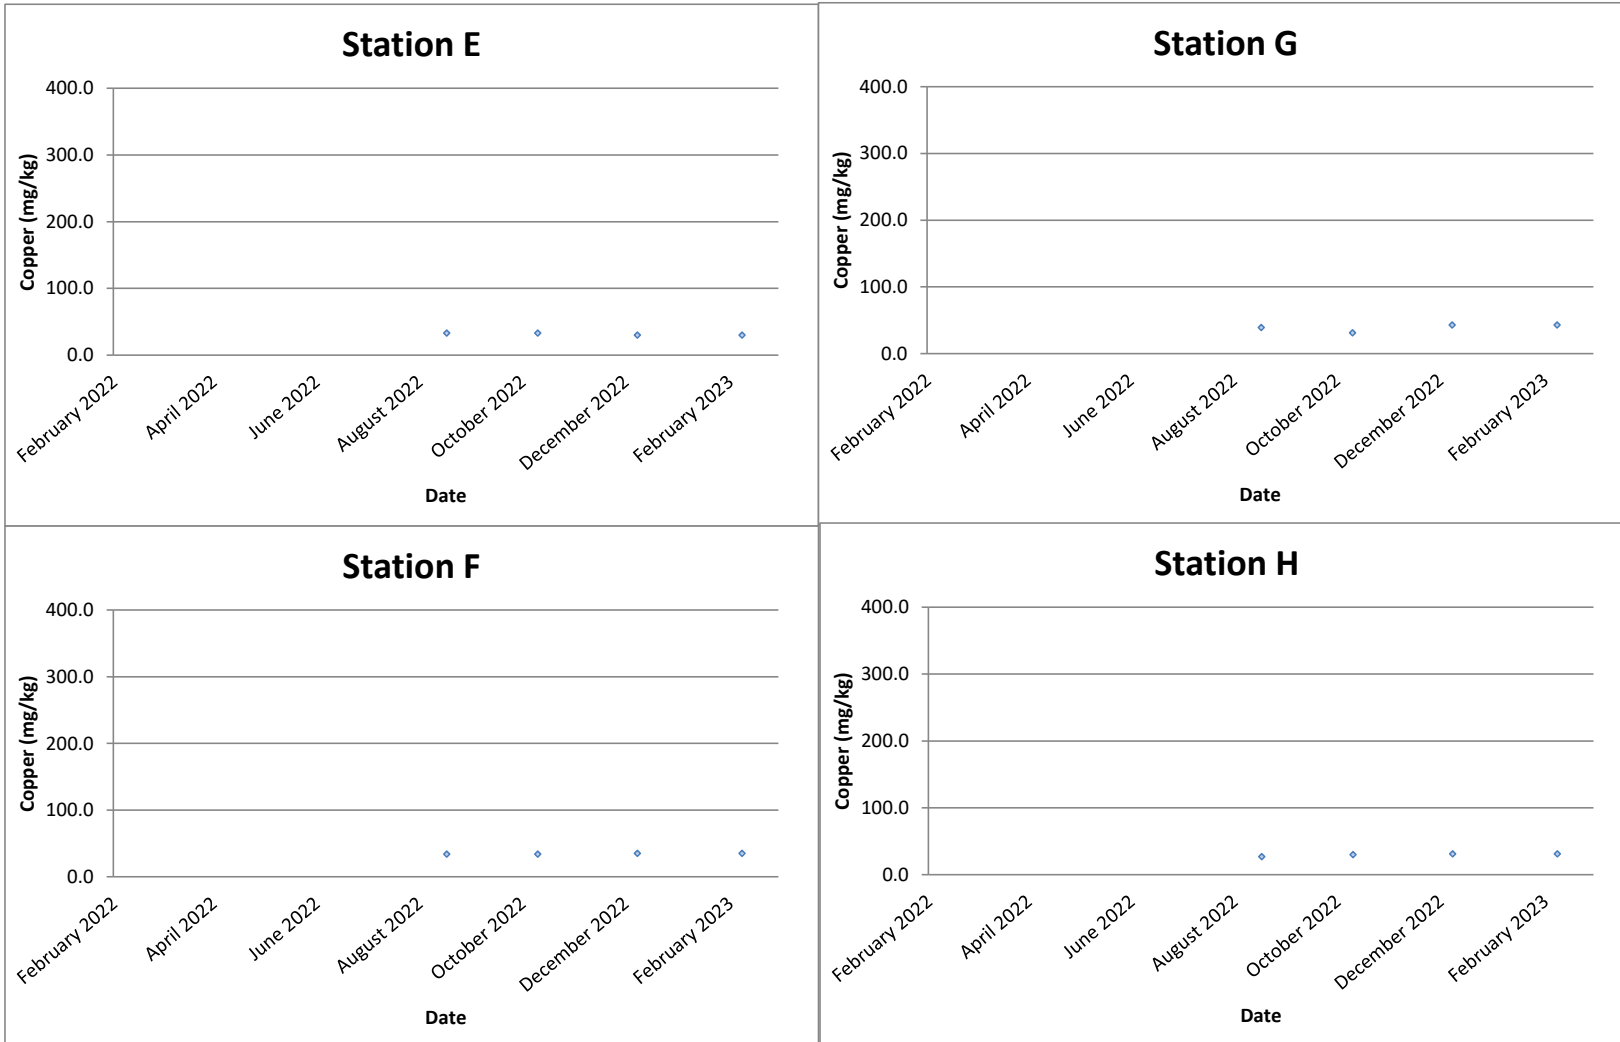 Station E
400.0
300.0
200.0
100.0
0.0
Copper (mg/kg)
February 2022
April 2022
June 2022
August 2022
October 2022
December 2022
February 2023
Date
Station G
400.0
300.0
200.0
100.0
0.0
Copper (mg/kg)
February 2022
April 2022
June 2022
August 2022
October 2022
December 2022
February 2023
Date
Station F
400.0
300.0
200.0
100.0
0.0
Copper (mg/kg)
February 2022
April 2022
June 2022
August 2022
October 2022
December 2022
February 2023
Date
Station H
400.0
300.0
200.0
100.0
0.0
Copper (mg/kg)
February 2022
April 2022
June 2022
August 2022
October 2022
December 2022
February 2023
Date